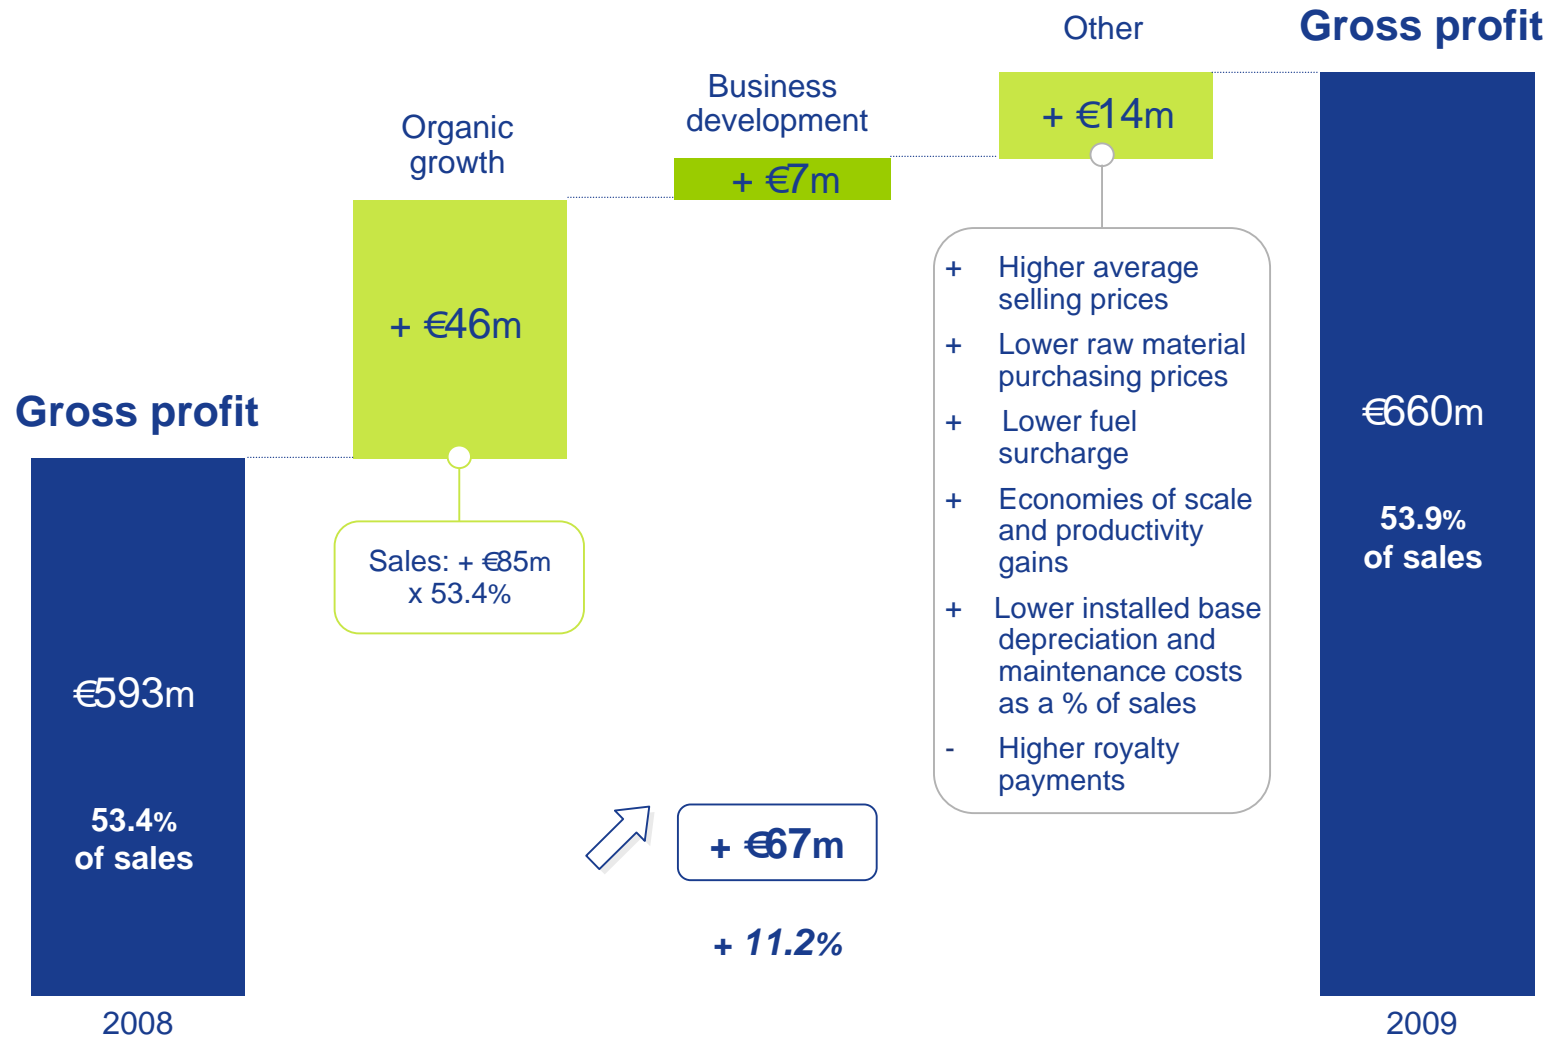 Gross profit
€593m
53.4%
of sales
2008
Organic
growth
+ €46m
Sales: + €85m
x 53.4%
Business
development
+ €7m
Other
+ €14m
+ Higher average
selling prices
+ Lower raw material
purchasing prices
+ Lower fuel
surcharge
+ Economies of scale
and productivity
gains
+ Lower installed base
depreciation and
maintenance costs
as a % of sales
- Higher royalty
payments
+ €67m
+ 11.2%
Gross profit
€660m
53.9%
of sales
2009